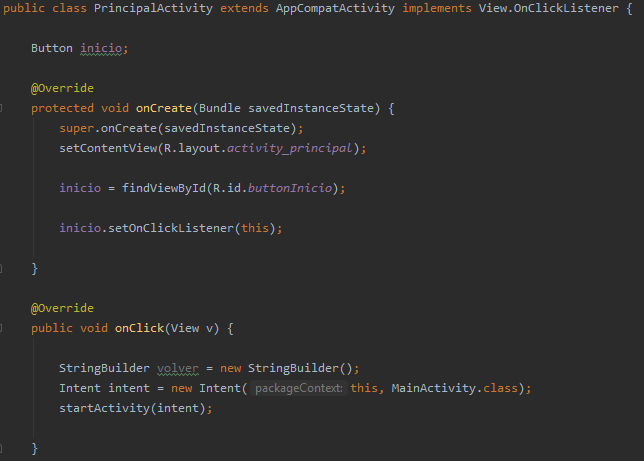 public class PrincipalActivity extends AppCompatActivity implements View.OnClickListener {
Button inicio;
@Override
protected void onCreate(Bundle savedInstanceState) {
super.onCreate(savedInstanceState);
setContentView(R.layout.activity_principal);
inicio = findViewById(R.id.buttonInicio);
inicio.setOnClickListener(this);
}
@Override
public void onClick(View v) {
StringBuilder volver = new StringBuilder();
Intent intent = new Intent( packageContext: this, MainActivity.class);
startActivity(intent);
}